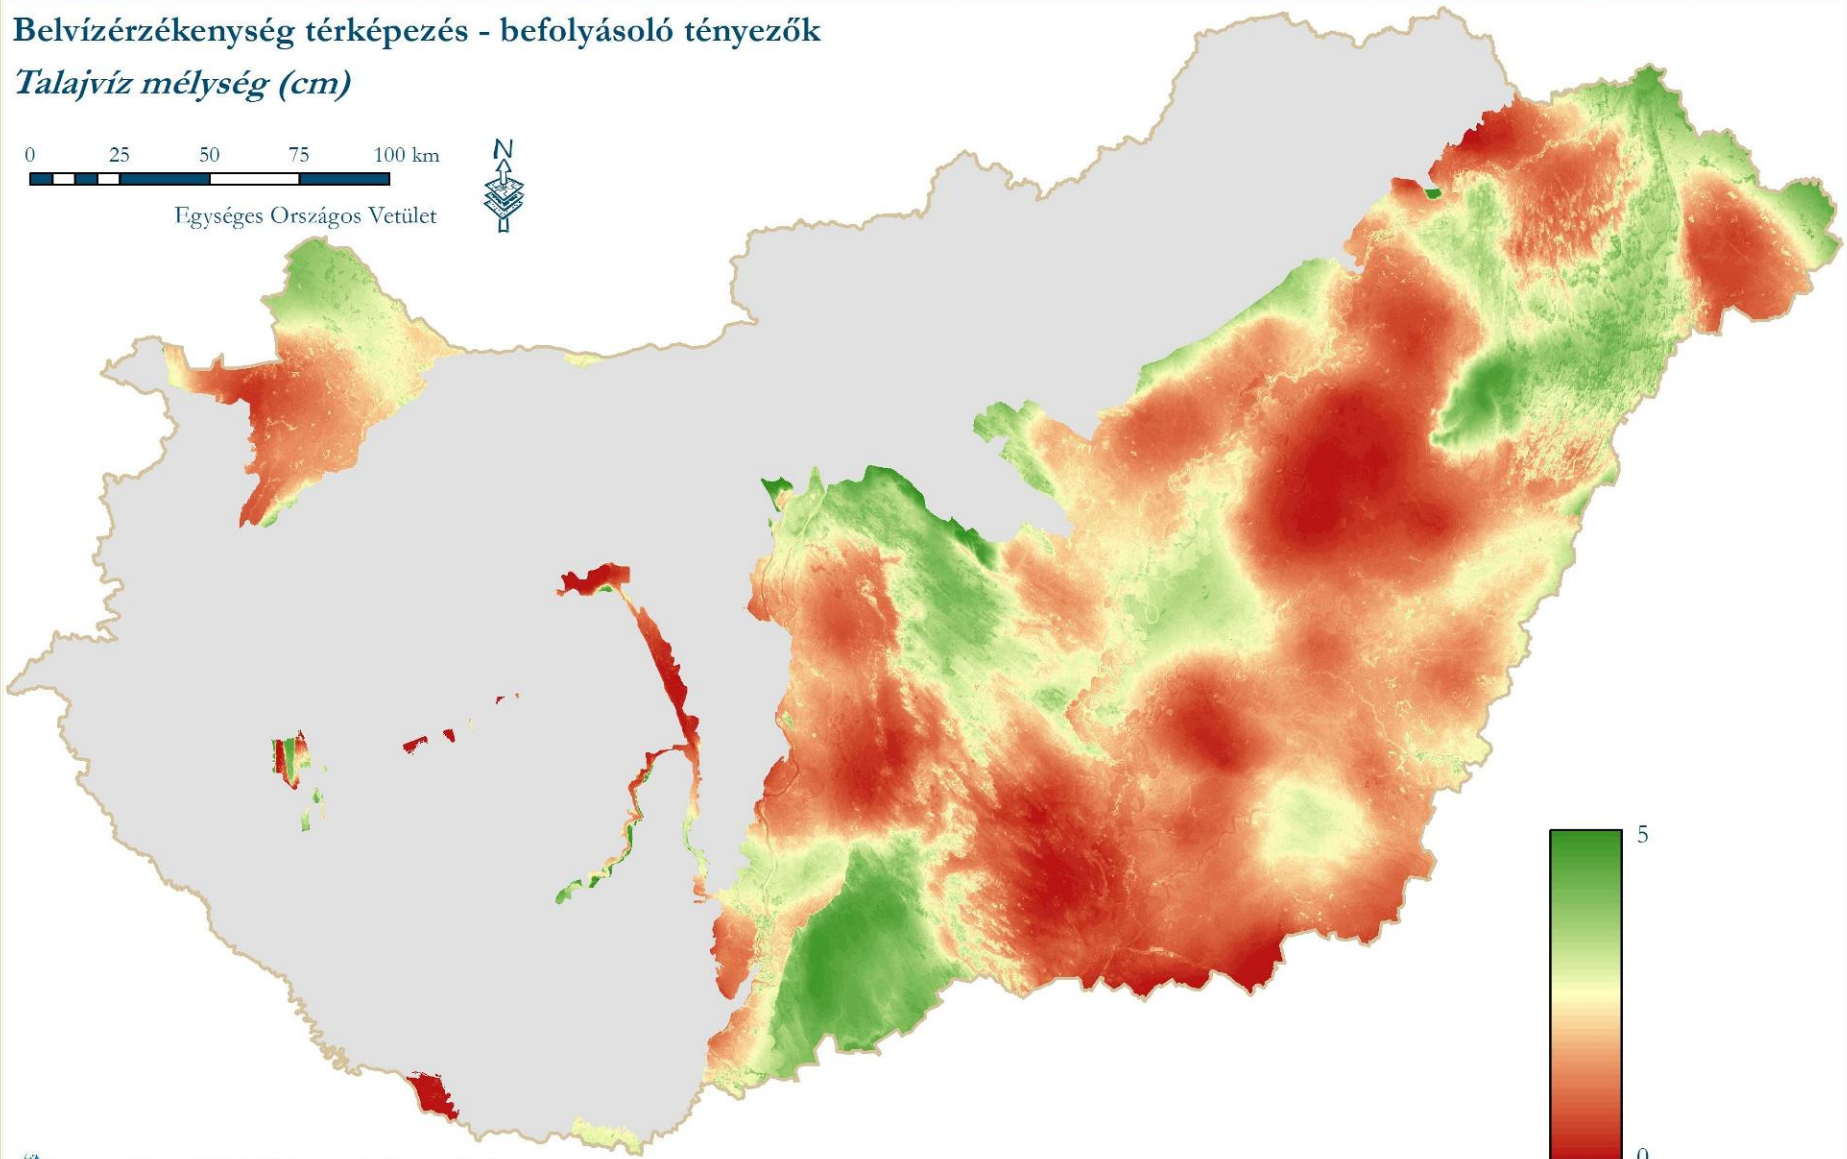 Belvízérzékenység térképezés - befolyásoló tényezők
Talajvíz mélység (cm)
0 25 50 75 100 km
N
Egységes Országos Vetület
5
0